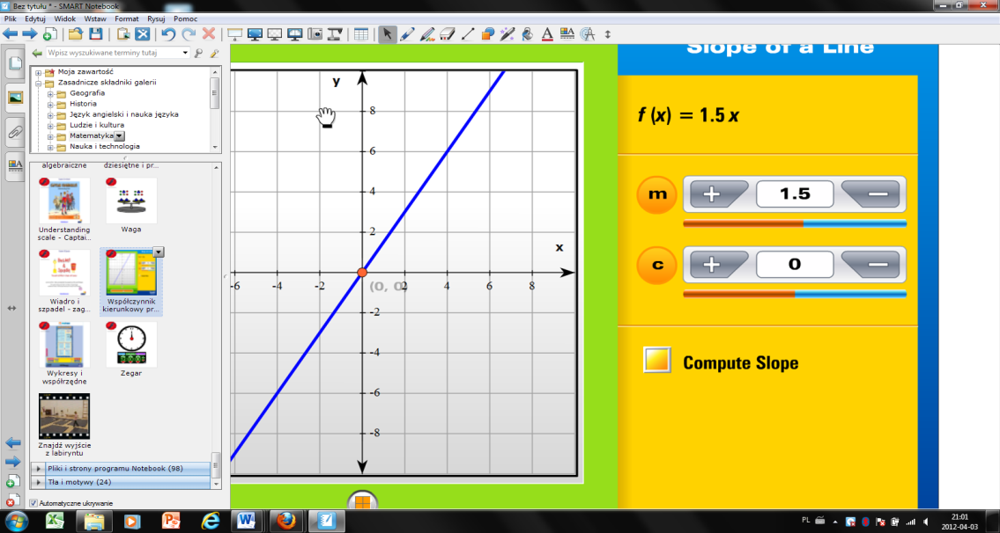 Bez tytułu * - SMART Notebook
Plik Edytuj Widok Wstaw Format Rysuj Pomoc
Wpisz wyszukiwane terminy tutaj
Moja zawartość
Zasadnicze składniki galerii
Geografia
Historia
Język angielski i nauka języka
Ludzie i kultura
Matematyka
Nauka i technologia
algebraiczne
dziesiętne i pr...
Understanding
scale - Captai...
Waga
Wiadro i
szpadel - zag...
Współczynnik
kierunkowy pr...
Wykresy i
współrzędne
Zegar
Znajdź wyjście
z labiryntu
Pliki i strony programu Notebook (98)
Tła i motywy (24)
Automatyczne ukrywanie
y
8
6
4
2
x
-6 -4 -2 (0, 0) 2 4 6 8
-2
-4
-6
-8
Slope of a Line
f (x) = 1.5 x
m + 1.5 −
c + 0 −
Compute Slope
PL
21:01
2012-04-03